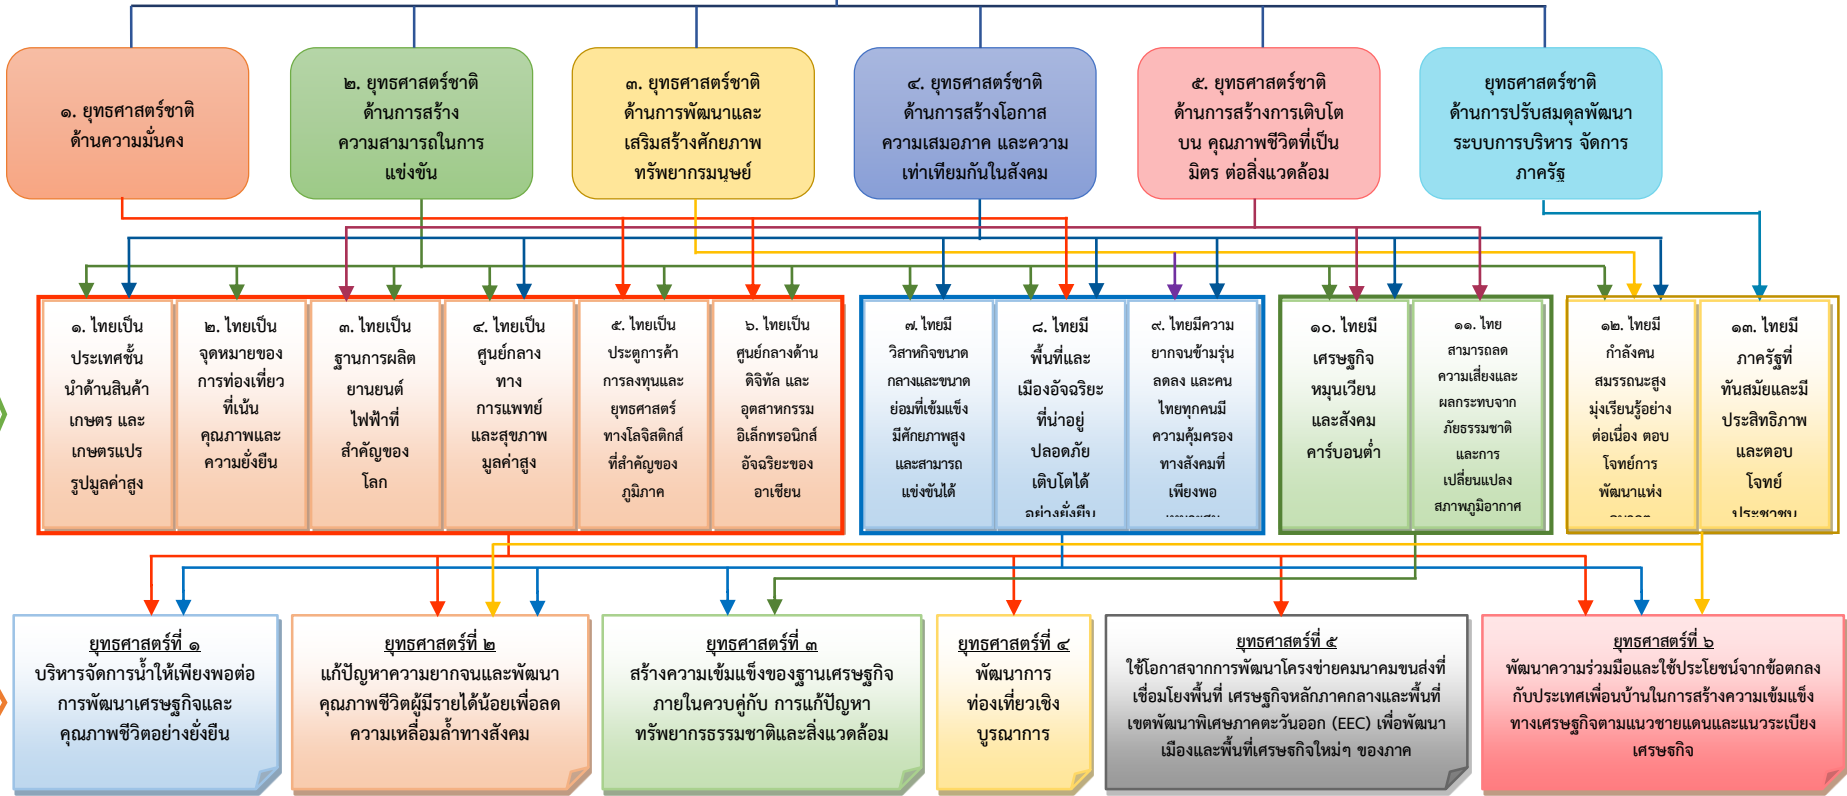 ๑. ยุทธศาสตร์ชาติ
ด้านความมั่นคง
๒. ยุทธศาสตร์ชาติ
ด้านการสร้าง
ความสามารถในการ
แข่งขัน
๓. ยุทธศาสตร์ชาติ
ด้านการพัฒนาและ
เสริมสร้างศักยภาพ
ทรัพยากรมนุษย์
๔. ยุทธศาสตร์ชาติ
ด้านการสร้างโอกาส
ความเสมอภาค และความ
เท่าเทียมกันในสังคม
๕. ยุทธศาสตร์ชาติ
ด้านการสร้างการเติบโต
บน คุณภาพชีวิตที่เป็น
มิตร ต่อสิ่งแวดล้อม
ยุทธศาสตร์ชาติ
ด้านการปรับสมดุลพัฒนา
ระบบการบริหาร จัดการ
ภาครัฐ
๑. ไทยเป็น
ประเทศชั้น
นำด้านสินค้า
เกษตร และ
เกษตรแปร
รูปมูลค่าสูง
๒. ไทยเป็น
จุดหมายของ
การท่องเที่ยว
ที่เน้น
คุณภาพและ
ความยั่งยืน
๓. ไทยเป็น
ฐานการผลิต
ยานยนต์
ไฟฟ้าที่
สำคัญของ
โลก
๔. ไทยเป็น
ศูนย์กลาง
ทาง
การแพทย์
และสุขภาพ
มูลค่าสูง
๕. ไทยเป็น
ประตูการค้า
การลงทุนและ
ยุทธศาสตร์
ทางโลจิสติกส์
ที่สำคัญของ
ภูมิภาค
๖. ไทยเป็น
ศูนย์กลางด้าน
ดิจิทัล และ
อุตสาหกรรม
อิเล็กทรอนิกส์
อัจฉริยะของ
อาเซียน
๗. ไทยมี
วิสาหกิจขนาด
กลางและขนาด
ย่อมที่เข้มแข็ง
มีศักยภาพสูง
และสามารถ
แข่งขันได้
๘. ไทยมี
พื้นที่และ
เมืองอัจฉริยะ
ที่น่าอยู่
ปลอดภัย
เติบโตได้
อย่างยั่งยืน
๙. ไทยมีความ
ยากจนข้ามรุ่น
ลดลง และคน
ไทยทุกคนมี
ความคุ้มครอง
ทางสังคมที่
เพียงพอ
๑๐. ไทยมี
เศรษฐกิจ
หมุนเวียน
และสังคม
คาร์บอนต่ำ
๑๑. ไทย
สามารถลด
ความเสี่ยงและ
ผลกระทบจาก
ภัยธรรมชาติ
และการ
เปลี่ยนแปลง
สภาพภูมิอากาศ
๑๒. ไทยมี
กำลังคน
สมรรถนะสูง
มุ่งเรียนรู้อย่าง
ต่อเนื่อง ตอบ
โจทย์การ
พัฒนาแห่ง
๑๓. ไทยมี
ภาครัฐที่
ทันสมัยและมี
ประสิทธิภาพ
และตอบ
โจทย์
ประชาชน
ยุทธศาสตร์ที่ ๑
บริหารจัดการน้ำให้เพียงพอต่อ
การพัฒนาเศรษฐกิจและ
คุณภาพชีวิตอย่างยั่งยืน
ยุทธศาสตร์ที่ ๒
แก้ปัญหาความยากจนและพัฒนา
คุณภาพชีวิตผู้มีรายได้น้อยเพื่อลด
ความเหลื่อมล้ำทางสังคม
ยุทธศาสตร์ที่ ๓
สร้างความเข้มแข็งของฐานเศรษฐกิจ
ภายในควบคู่กับ การแก้ปัญหา
ทรัพยากรธรรมชาติและสิ่งแวดล้อม
ยุทธศาสตร์ที่ ๔
พัฒนาการ
ท่องเที่ยวเชิง
บูรณาการ
ยุทธศาสตร์ที่ ๕
ใช้โอกาสจากการพัฒนาโครงข่ายคมนาคมขนส่งที่
เชื่อมโยงพื้นที่ เศรษฐกิจหลักภาคกลางและพื้นที่
เขตพัฒนาพิเศษภาคตะวันออก (EEC) เพื่อพัฒนา
เมืองและพื้นที่เศรษฐกิจใหม่ๆ ของภาค
ยุทธศาสตร์ที่ ๖
พัฒนาความร่วมมือและใช้ประโยชน์จากข้อตกลง
กับประเทศเพื่อนบ้านในการสร้างความเข้มแข็ง
ทางเศรษฐกิจตามแนวชายแดนและแนวระเบียง
เศรษฐกิจ